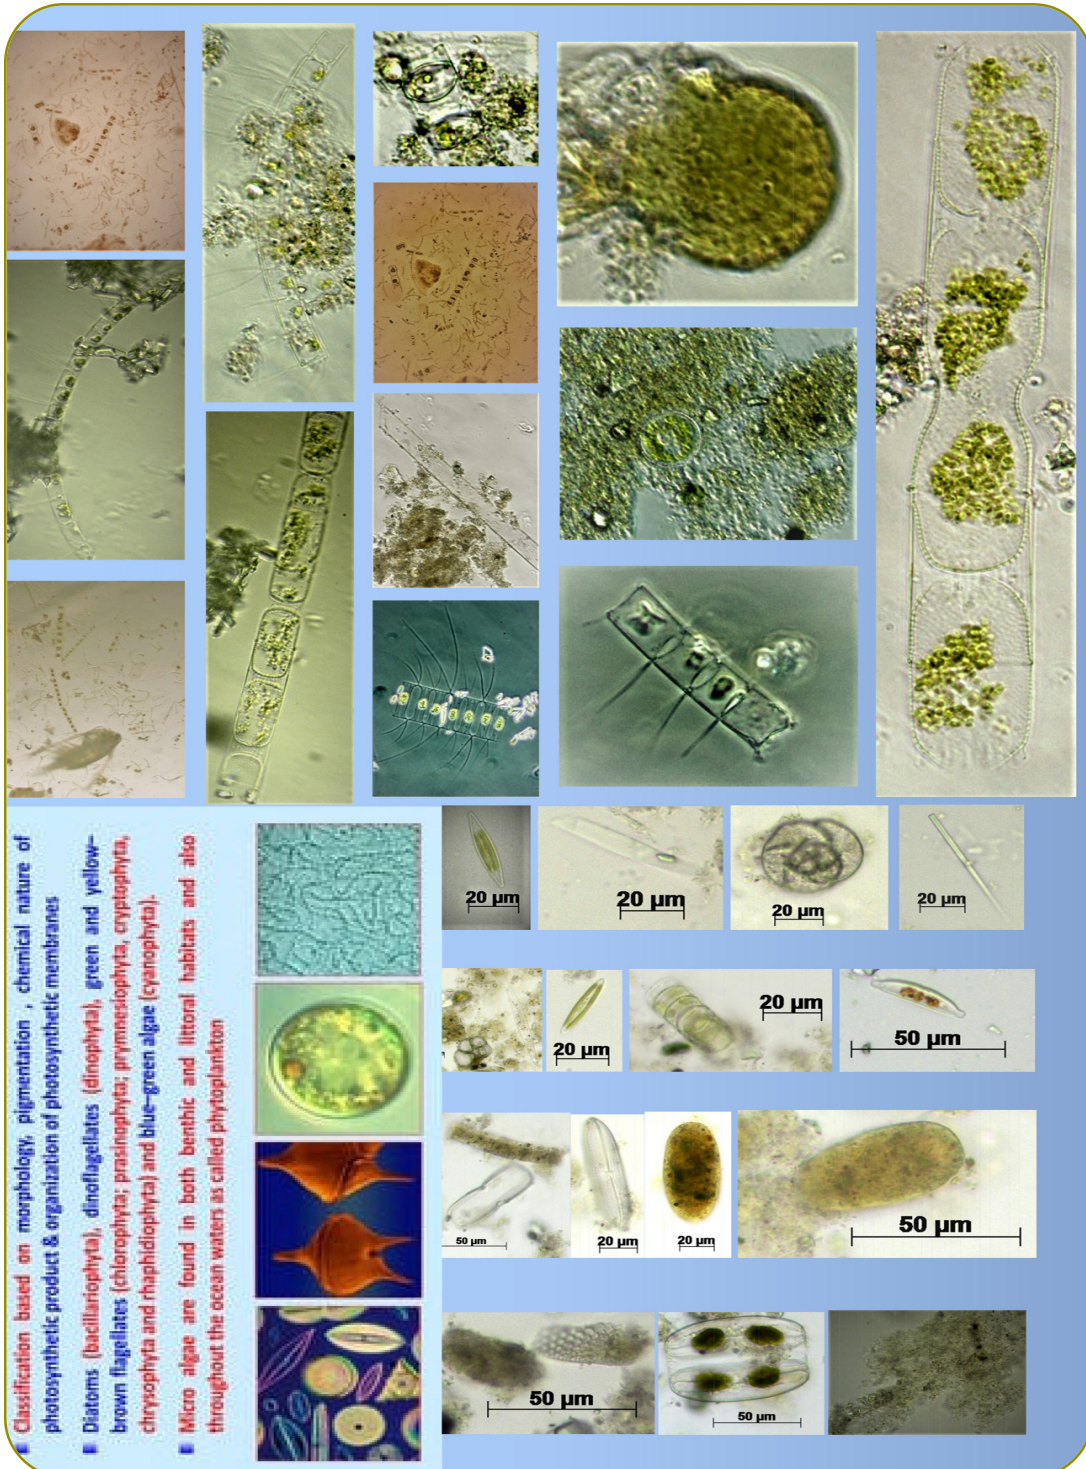 ■ Classification based on morphology, pigmentation , chemical nature of
photosynthetic product & organization of photosynthetic membranes
■ Diatoms (bacillariophyta), dinoflagellates (dinophyta), green and yellow–
brown flagellates (chlorophyta; prasinophyta; prymnesiophyta, cryptophyta,
chrysophyta and rhaphidiophyta) and blue–green algae (cyanophyta).
■ Micro algae are found in both benthic and littoral habitats and also
throughout the ocean waters as called phytoplankton
20 µm
20 µm
20 µm
20 µm
20 µm
20 µm
50 µm
50 µm
20 µm
20 µm
50 µm
50 µm
50 µm